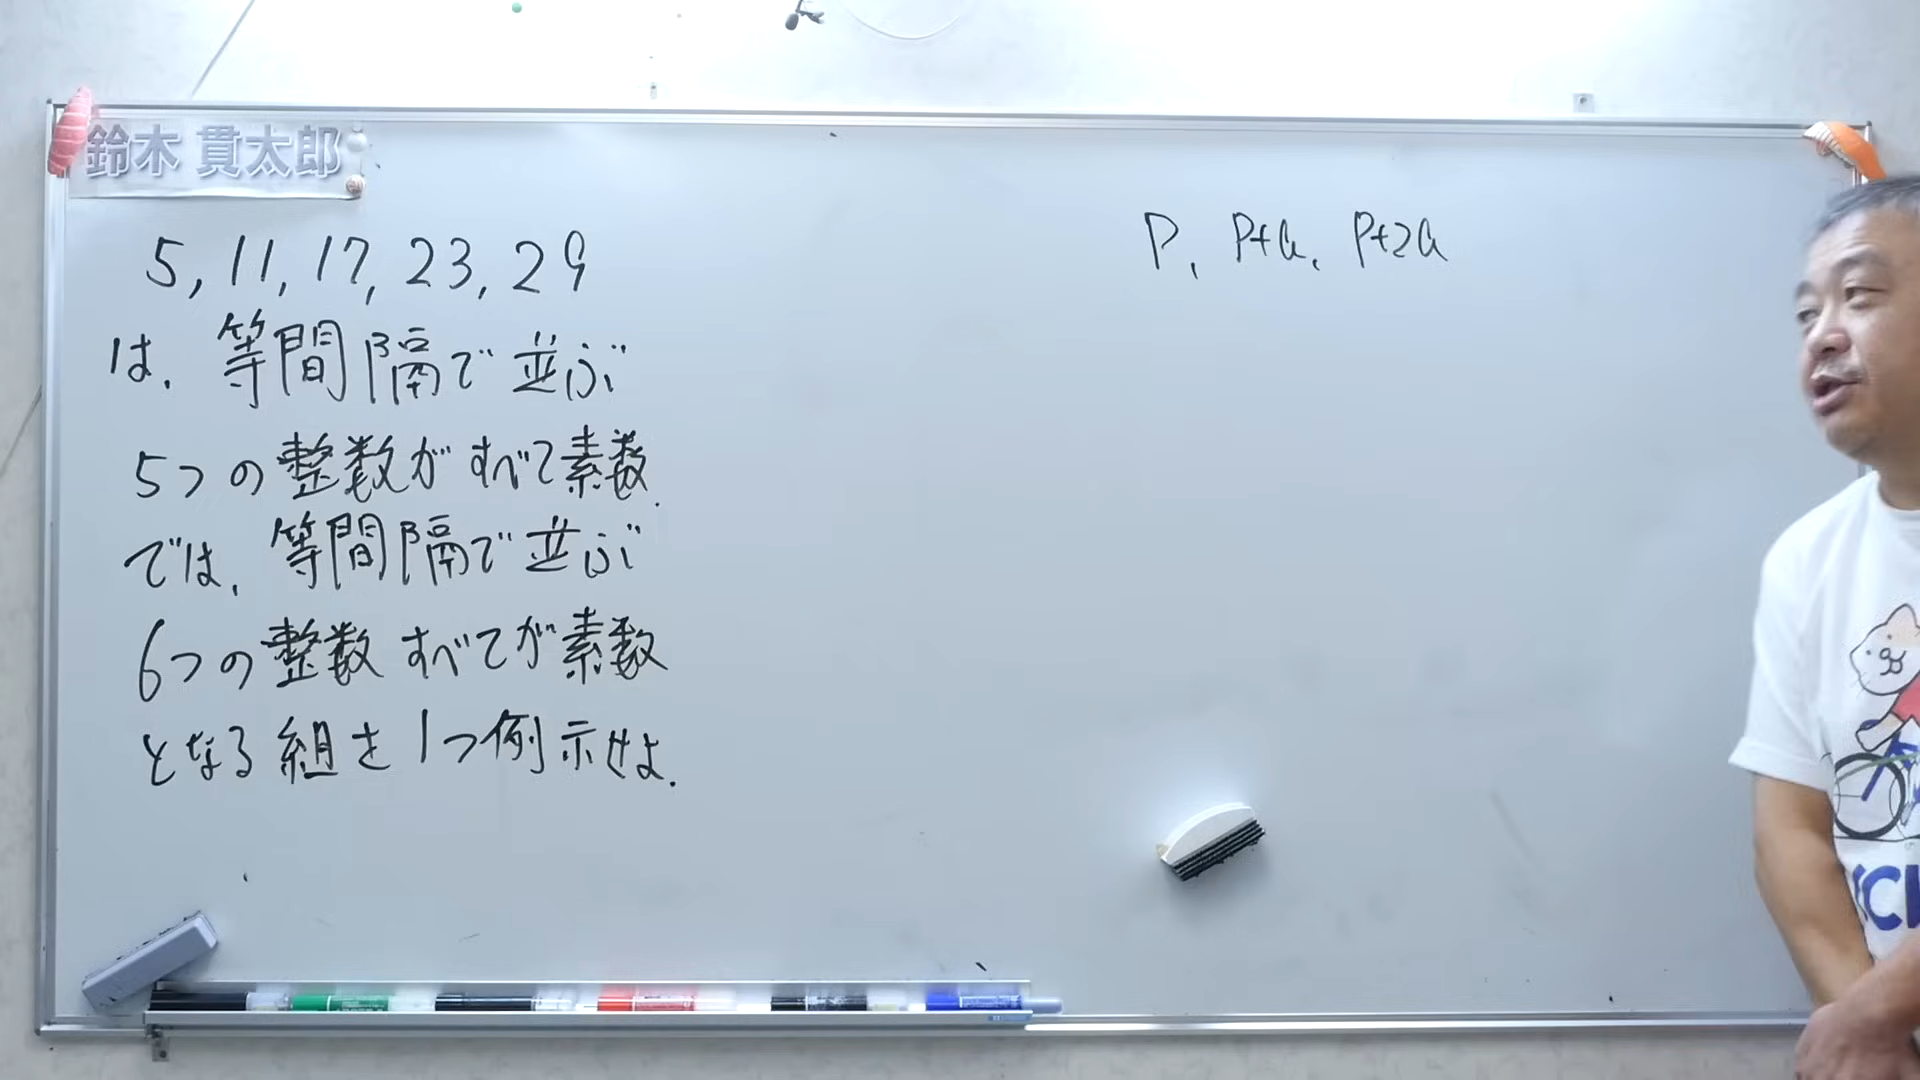 鈴木 貫太郎
5, 11, 17, 23, 29
は、等間隔で並ぶ
5つの整数がすべて素数.
では、等間隔で並ぶ
6つの整数すべてが素数
となる組を1つ例示せよ.
P, P+a, P+2a